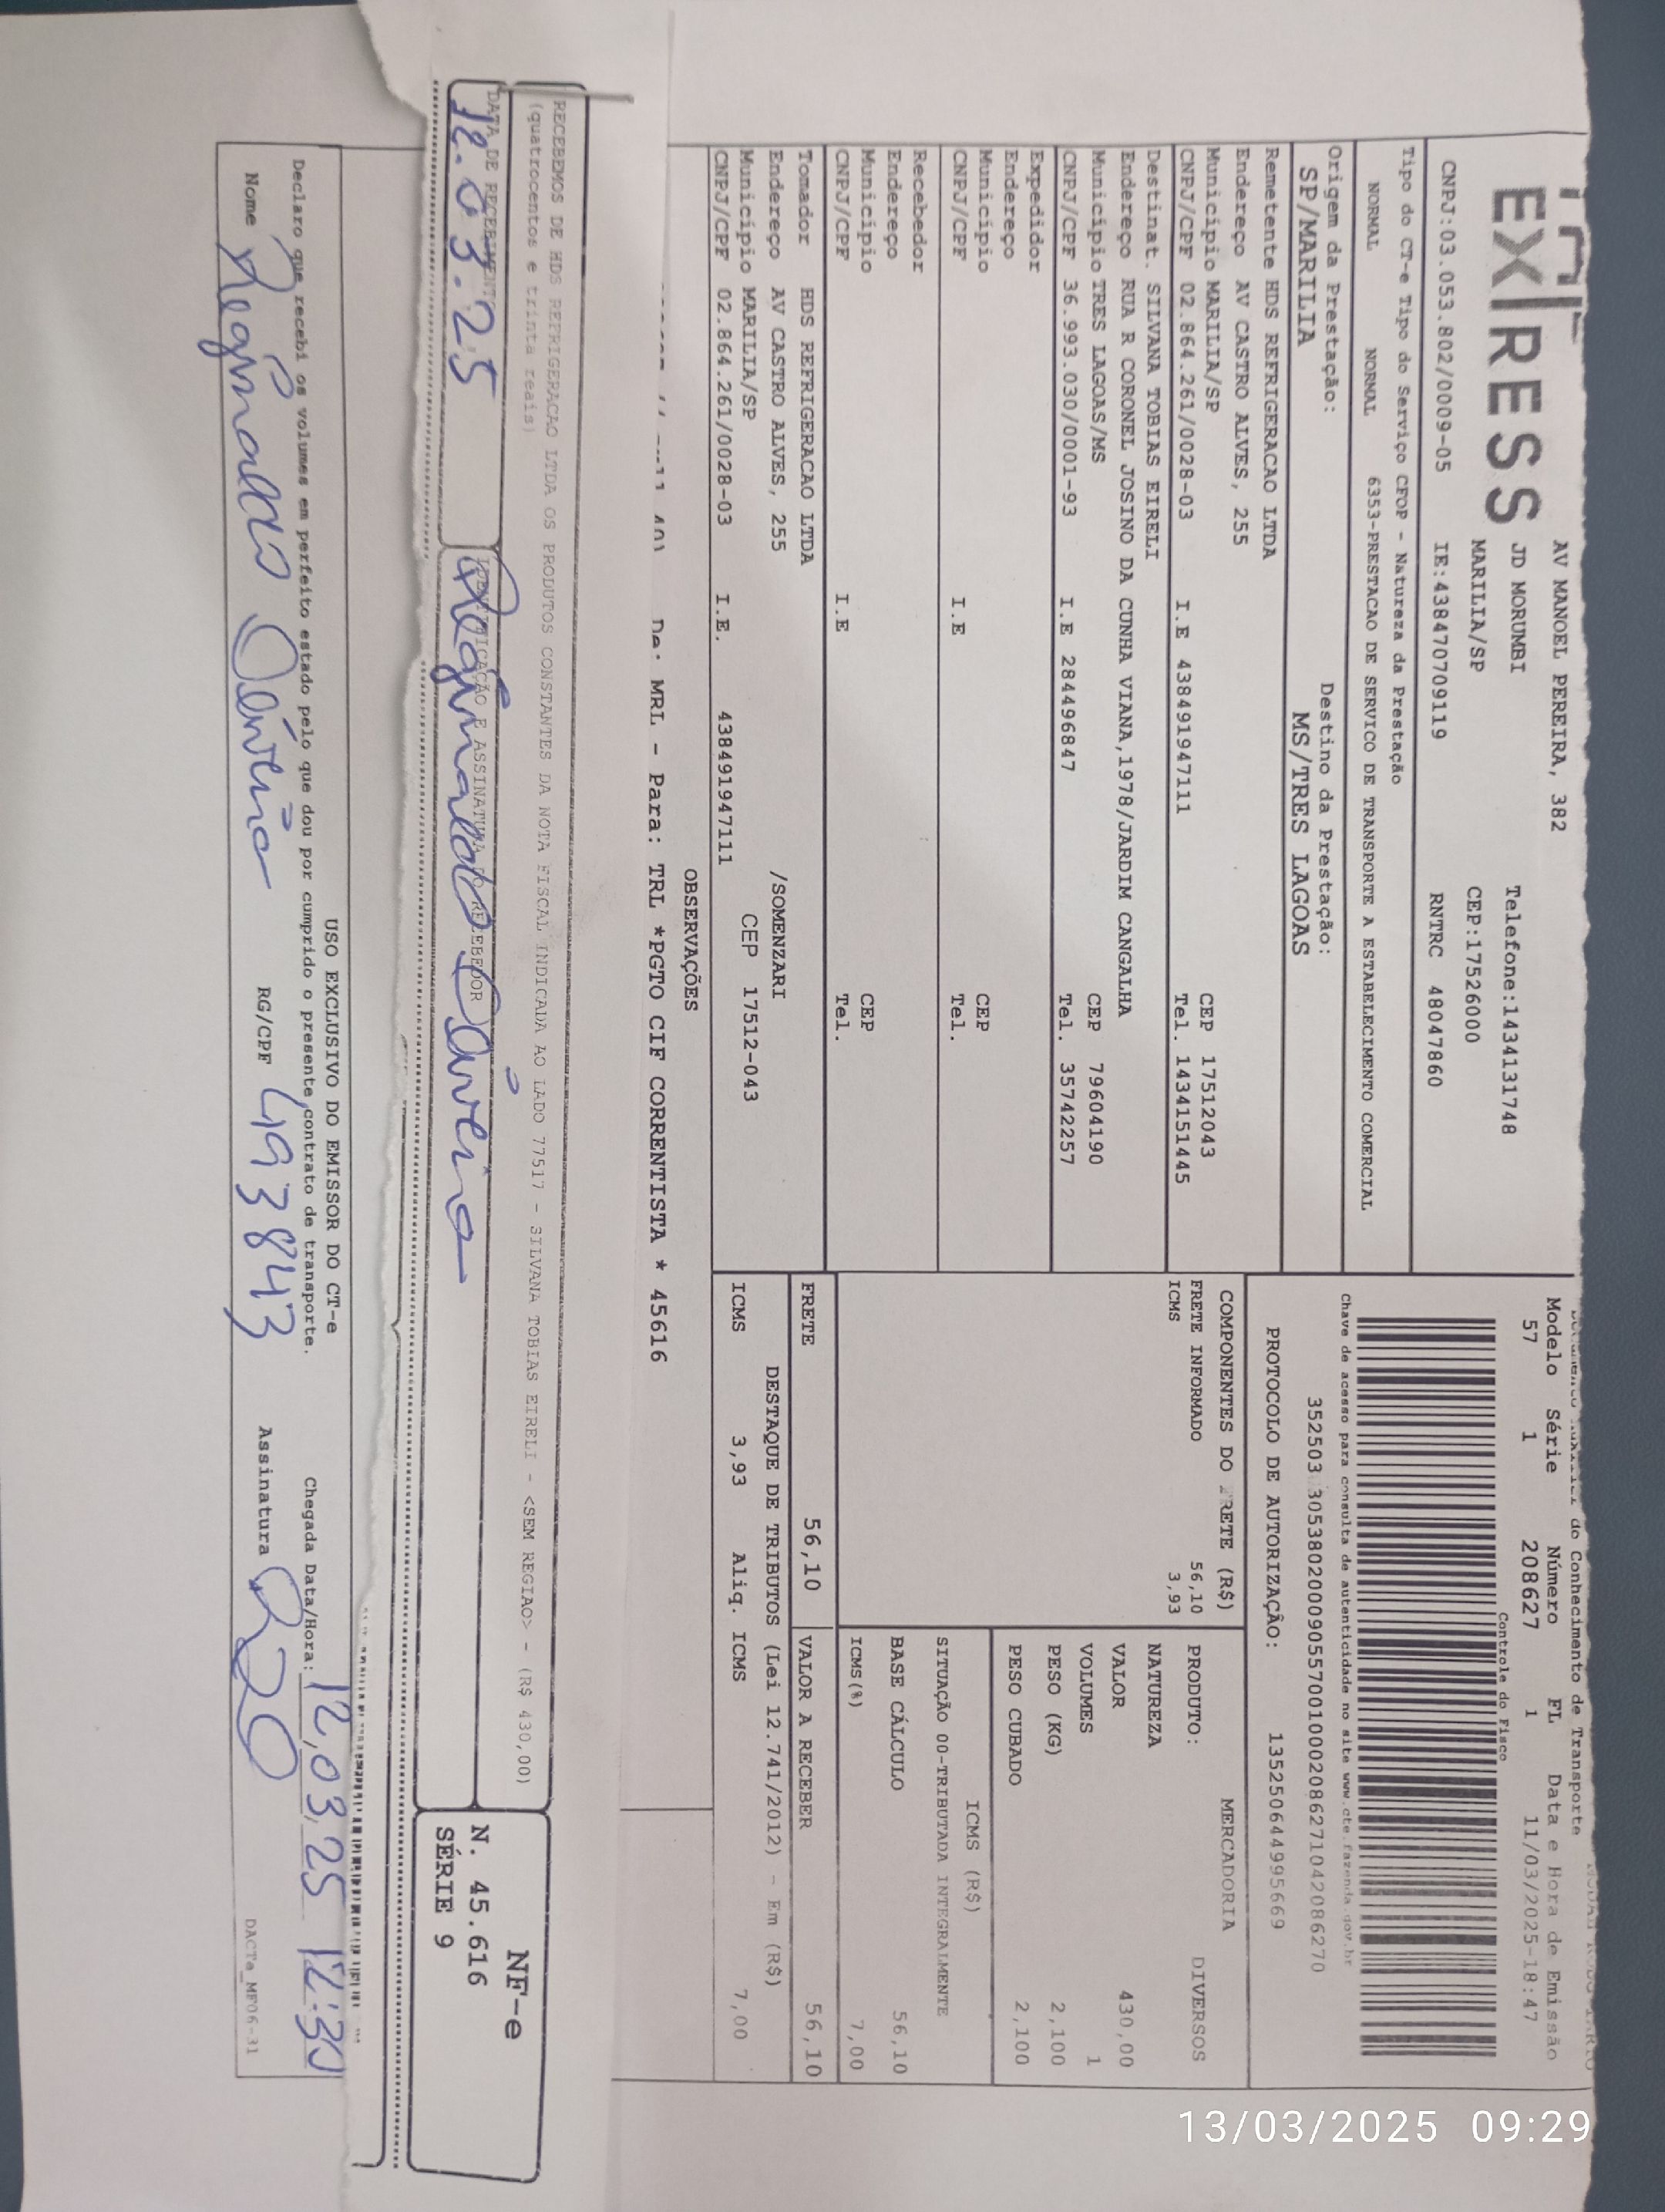 EXPRESS
AV MANOEL PEREIRA, 382
JD MORUMBI Telefone:1434131748
MARILIA/SP CEP:17526000
CNPJ:03.053.802/0009-05 IE:438470709119 RNTRC 48047860
do Conhecimento de Transporte
Modelo Série Número FL Data e Hora de Emissão
57 1 208627 1 11/03/2025-18:47
Controle do Fisco
Chave de acesso para consulta de autenticidade no site www.cte.fazenda.gov.br
PROTOCOLO DE AUTORIZAÇÃO: 135250644995669
Tipo do CT-e Tipo do Serviço CFOP - Natureza da Prestação
NORMAL NORMAL 6353-PRESTACAO DE SERVICO DE TRANSPORTE A ESTABELECIMENTO COMERCIAL
Origem da Prestação: Destino da Prestação:
SP/MARILIA MS/TRES LAGOAS
Remetente HDS REFRIGERACAO LTDA
Endereço AV CASTRO ALVES, 255
Município MARILIA/SP CEP 17512043
CNPJ/CPF 02.864.261/0028-03 I.E 438491947111 Tel. 1434151445
Destinat. SILVANA TOBIAS EIRELI
Endereço RUA R CORONEL JOSINO DA CUNHA VIANA,1978/JARDIM CANGALHA
Município TRES LAGOAS/MS CEP 79604190
CNPJ/CPF 36.993.030/0001-93 I.E 284496847 Tel. 35742257
Expedidor
Endereço
Município CEP
CNPJ/CPF I.E Tel.
Recebedor
Endereço
Município CEP
CNPJ/CPF I.E Tel.
Tomador HDS REFRIGERACAO LTDA
Endereço AV CASTRO ALVES, 255 /SOMENZARI
Município MARILIA/SP CEP 17512-043
CNPJ/CPF 02.864.261/0028-03 I.E. 438491947111
COMPONENTES DO FRETE (R$)
FRETE INFORMADO 56,10
ICMS 3,93
MERCADORIA
PRODUTO: DIVERSOS
NATUREZA
VALOR 430,00
VOLUMES 1
PESO (KG) 2,100
PESO CUBADO 2,100
ICMS (R$)
SITUAÇÃO 00-TRIBUTADA INTEGRALMENTE
BASE CÁLCULO 56,10
ICMS(%) 7,00
FRETE 56,10 VALOR A RECEBER 56,10
DESTAQUE DE TRIBUTOS (Lei 12.741/2012) - Em (R$)
ICMS 3,93 Aliq. ICMS 7,00
OBSERVAÇÕES
De: MRL - Para: TRL *PGTO CIF CORRENTISTA * 45616
RECEBEMOS DE HDS REFRIGERACAO LTDA OS PRODUTOS CONSTANTES DA NOTA FISCAL INDICADA AO LADO 77517 - SILVANA TOBIAS EIRELI - <SEM REGIAO> - (R$ 430,00)
(quatrocentos e trinta reais)
DATA DE RECEBIMENTO IDENTIFICAÇÃO E ASSINATURA DO RECEBEDOR
12.03.25 Reginaldo Oliveira
NF-e
N. 45.616
SÉRIE 9
USO EXCLUSIVO DO EMISSOR DO CT-e
Declaro que recebi os volumes em perfeito estado pelo que dou por cumprido o presente contrato de transporte. Chegada Data/Hora: 12,03,25 12:30
Nome Reginaldo Oliveira RG/CPF 493843 Assinatura
DACTe_MF06-31
13/03/2025 09:29